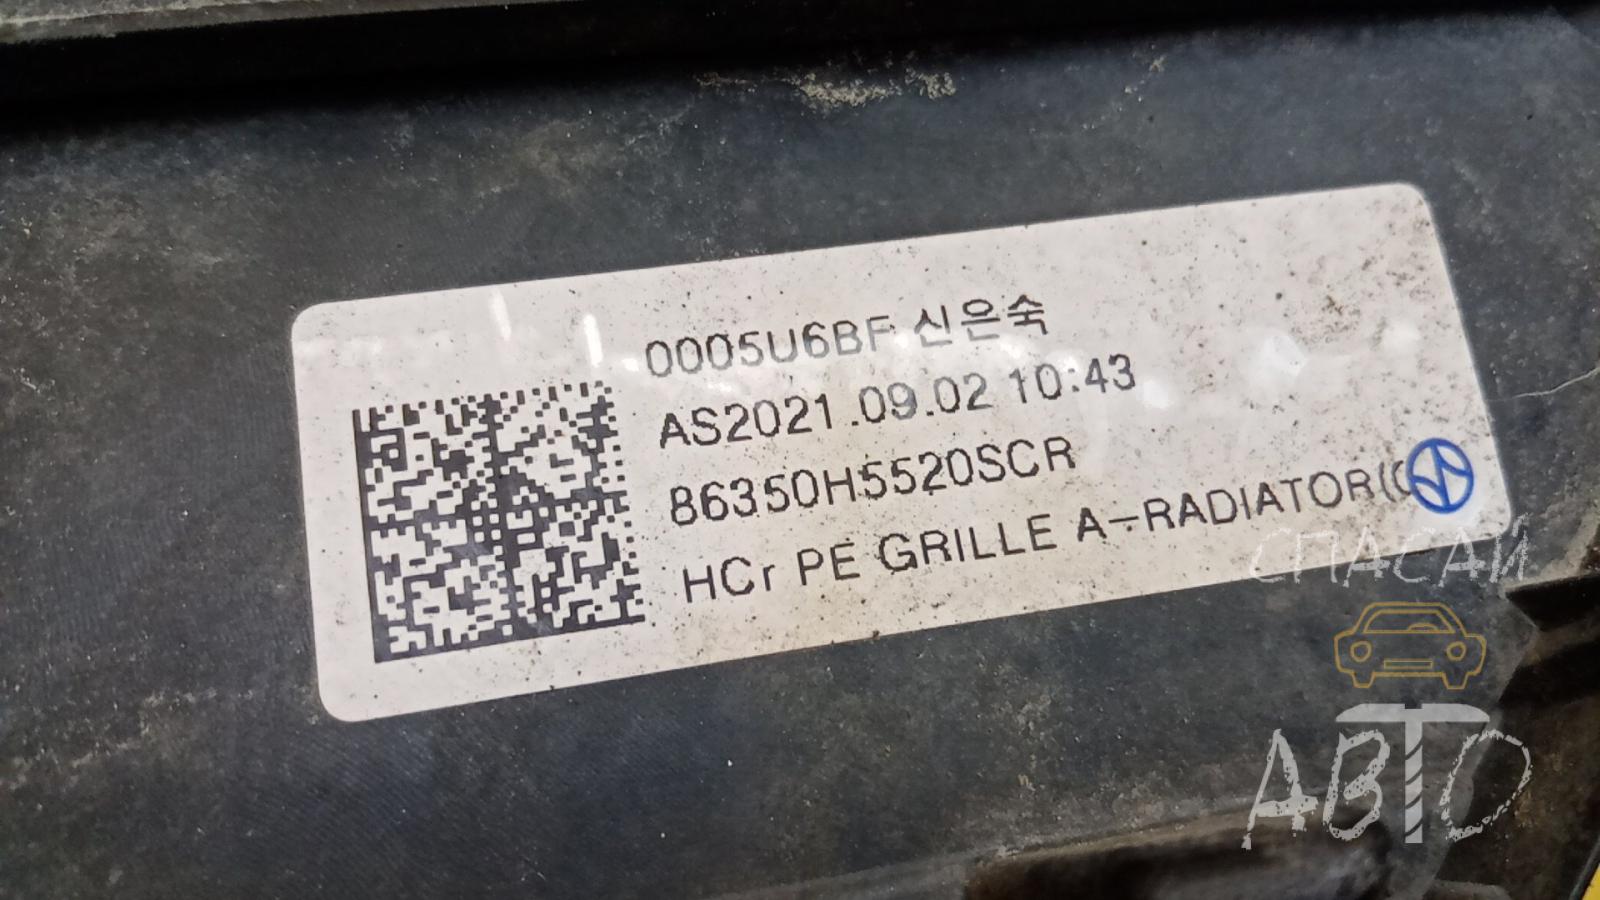 0005U6BF 신은숙
AS2021.09.02 10:43
86350H5520SCR
HCr PE GRILLE A-RADIATOR(C
СПАСАЙ
АВТО